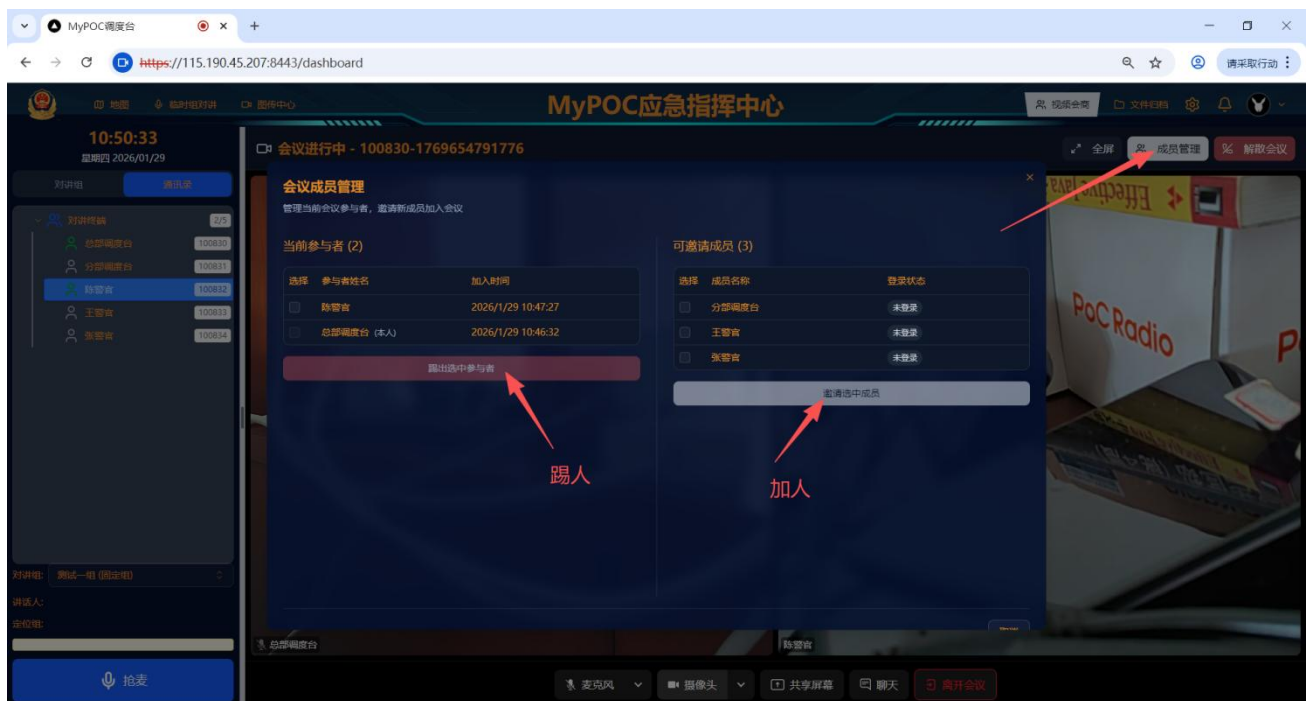 MyPOC调度台
https://115.190.45.207:8443/dashboard
请采取行动
地图 临时组对讲 图传中心
MyPOC应急指挥中心
视频会商 文件归档
10:50:33
星期四 2026/01/29
会议进行中 - 100830-1769654791776
全屏 成员管理 解散会议
对讲组 通讯录
对讲终端 2/5
总部调度台 100830
分部调度台 100831
陈警官 100832
王警官 100833
张警官 100834
会议成员管理
管理当前会议参与者,邀请新成员加入会议
当前参与者 (2)
选择 参与者姓名 加入时间
陈警官 2026/1/29 10:47:27
总部调度台 (本人) 2026/1/29 10:46:32
踢出选中参与者
踢人
可邀请成员 (3)
选择 成员名称 登录状态
分部调度台 未登录
王警官 未登录
张警官 未登录
邀请选中成员
加人
Effective Java
PoC Radio
对讲组: 测试一组 (固定组)
讲话人:
定位组:
抢麦
总部调度台
陈警官
麦克风 摄像头 共享屏幕 聊天 离开会议